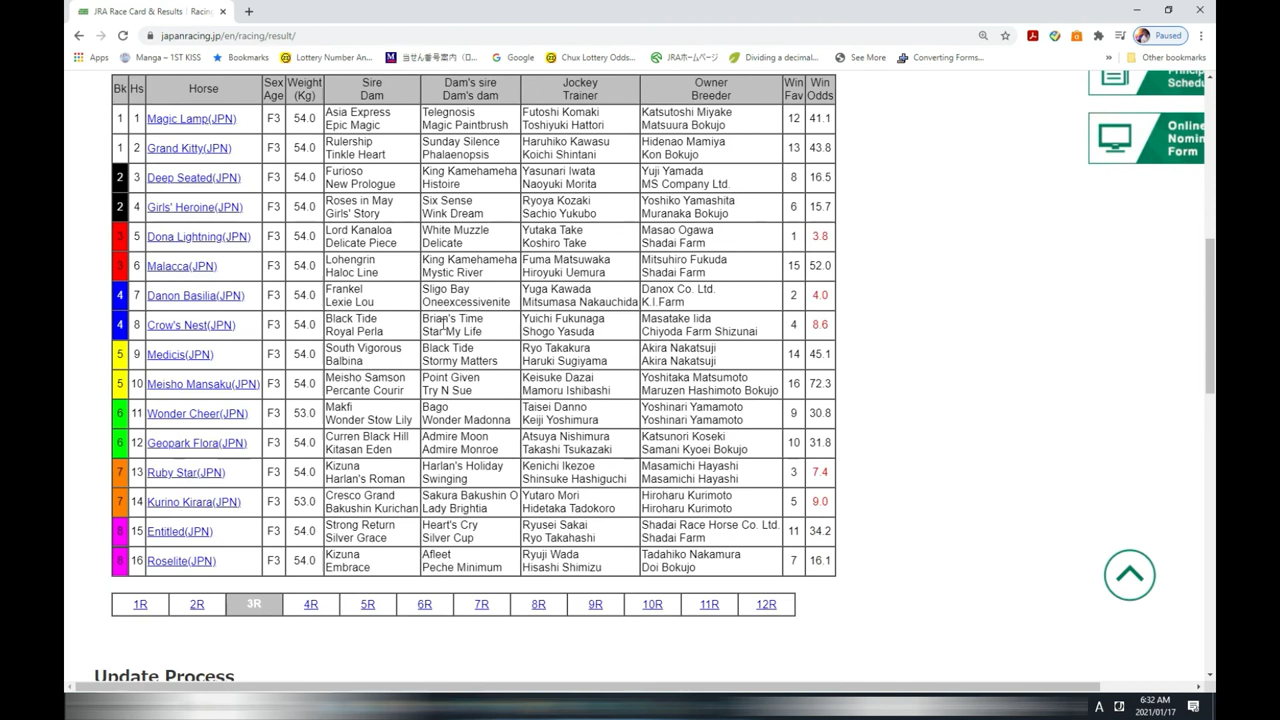 JRA Race Card & Results | Racin
japanracing.jp/en/racing/result/
Paused
Apps
Manga – 1ST KISS
Bookmarks
Lottery Number An...
当せん番号案内 (D...
Google
Chux Lottery Odds...
JRAホームページ
Dividing a decimal...
See More
Converting Forms...
»
Other bookmarks
Bk Hs Horse Sex Age Weight (Kg) Sire Dam Dam's sire Dam's dam Jockey Trainer Owner Breeder Win Fav Win Odds
1 1 Magic Lamp(JPN) F3 54.0 Asia Express Epic Magic Telegnosis Magic Paintbrush Futoshi Komaki Toshiyuki Hattori Katsutoshi Miyake Matsuura Bokujo 12 41.1
1 2 Grand Kitty(JPN) F3 54.0 Rulership Tinkle Heart Sunday Silence Phalaenopsis Haruhiko Kawasu Koichi Shintani Hidenao Mamiya Kon Bokujo 13 43.8
2 3 Deep Seated(JPN) F3 54.0 Furioso New Prologue King Kamehameha Histoire Yasunari Iwata Naoyuki Morita Yuji Yamada MS Company Ltd. 8 16.5
2 4 Girls' Heroine(JPN) F3 54.0 Roses in May Girls' Story Six Sense Wink Dream Ryoya Kozaki Sachio Yukubo Yoshiko Yamashita Muranaka Bokujo 6 15.7
3 5 Dona Lightning(JPN) F3 54.0 Lord Kanaloa Delicate Piece White Muzzle Delicate Yutaka Take Koshiro Take Masao Ogawa Shadai Farm 1 3.8
3 6 Malacca(JPN) F3 54.0 Lohengrin Haloc Line King Kamehameha Mystic River Fuma Matsuwaka Hiroyuki Uemura Mitsuhiro Fukuda Shadai Farm 15 52.0
4 7 Danon Basilia(JPN) F3 54.0 Frankel Lexie Lou Sligo Bay Oneexcessivenite Yuga Kawada Mitsumasa Nakauchida Danox Co. Ltd. K.I.Farm 2 4.0
4 8 Crow's Nest(JPN) F3 54.0 Black Tide Royal Perla Brian's Time Star My Life Yuichi Fukunaga Shogo Yasuda Masatake Iida Chiyoda Farm Shizunai 4 8.6
5 9 Medicis(JPN) F3 54.0 South Vigorous Balbina Black Tide Stormy Matters Ryo Takakura Haruki Sugiyama Akira Nakatsuji Akira Nakatsuji 14 45.1
5 10 Meisho Mansaku(JPN) F3 54.0 Meisho Samson Percante Courir Point Given Try N Sue Keisuke Dazai Mamoru Ishibashi Yoshitaka Matsumoto Maruzen Hashimoto Bokujo 16 72.3
6 11 Wonder Cheer(JPN) F3 53.0 Makfi Wonder Stow Lily Bago Wonder Madonna Taisei Danno Keiji Yoshimura Yoshinari Yamamoto Yoshinari Yamamoto 9 30.8
6 12 Geopark Flora(JPN) F3 54.0 Curren Black Hill Kitasan Eden Admire Moon Admire Monroe Atsuya Nishimura Takashi Tsukazaki Katsunori Koseki Samani Kyoei Bokujo 10 31.8
7 13 Ruby Star(JPN) F3 54.0 Kizuna Harlan's Roman Harlan's Holiday Swinging Kenichi Ikezoe Shinsuke Hashiguchi Masamichi Hayashi Masamichi Hayashi 3 7.4
7 14 Kurino Kirara(JPN) F3 53.0 Cresco Grand Bakushin Kurichan Sakura Bakushin O Lady Brightia Yutaro Mori Hidetaka Tadokoro Hiroharu Kurimoto Hiroharu Kurimoto 5 9.0
8 15 Entitled(JPN) F3 54.0 Strong Return Silver Grace Heart's Cry Silver Cup Ryusei Sakai Ryo Takahashi Shadai Race Horse Co. Ltd. Shadai Farm 11 34.2
8 16 Roselite(JPN) F3 54.0 Kizuna Embrace Afleet Peche Minimum Ryuji Wada Hisashi Shimizu Tadahiko Nakamura Doi Bokujo 7 16.1
1R 2R 3R 4R 5R 6R 7R 8R 9R 10R 11R 12R
Update Process
Schedu
Online
Nomin
Form
A
6:32 AM
2021/01/17